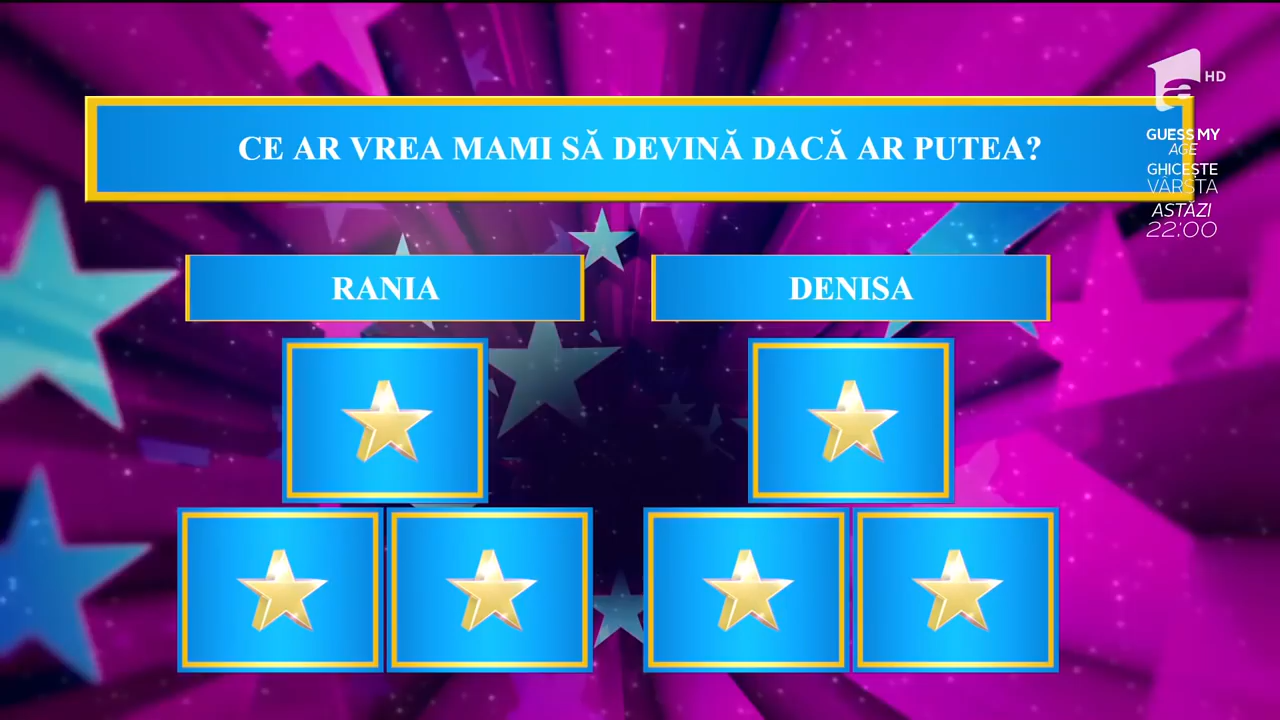 HD
CE AR VREA MAMI SĂ DEVINĂ DACĂ AR PUTEA?
GUESS MY
AGE
GHICEȘTE
VÂRSTA
ASTĂZI
22:00
RANIA
DENISA